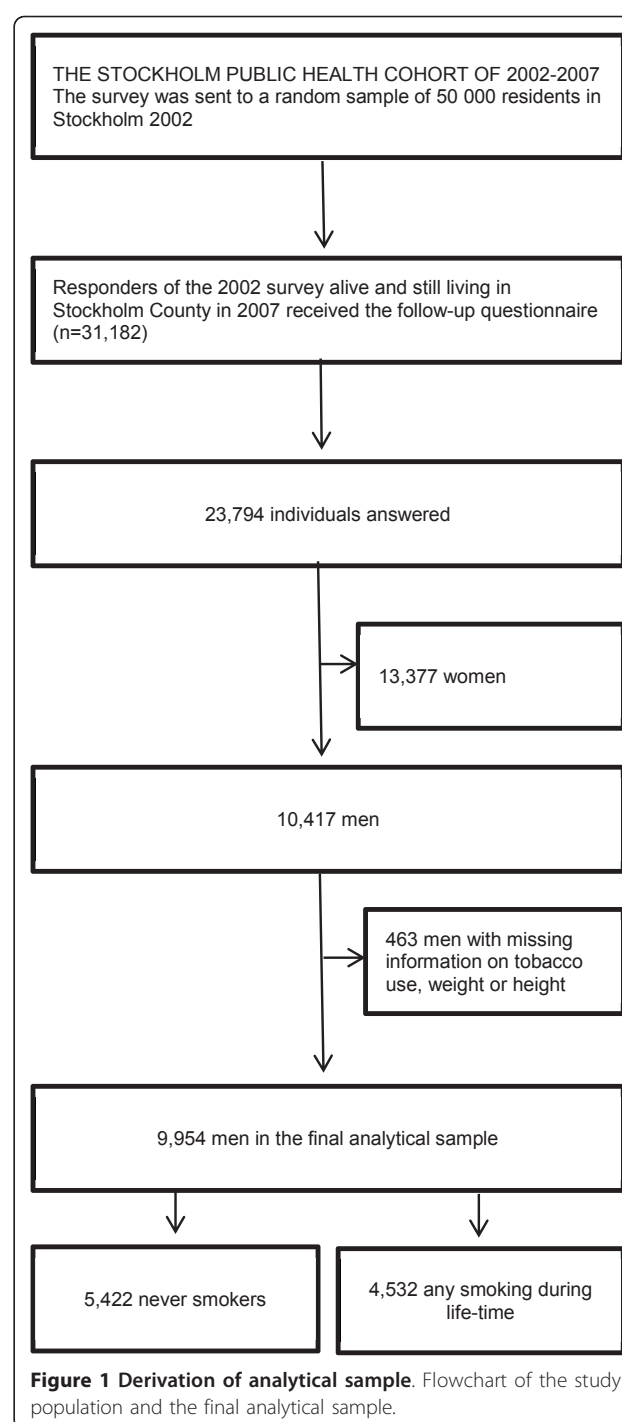 THE STOCKHOLM PUBLIC HEALTH COHORT OF 2002-2007
The survey was sent to a random sample of 50 000 residents in
Stockholm 2002
Responders of the 2002 survey alive and still living in
Stockholm County in 2007 received the follow-up questionnaire
(n=31,182)
23,794 individuals answered
13,377 women
10,417 men
463 men with missing
information on tobacco
use, weight or height
9,954 men in the final analytical sample
5,422 never smokers
4,532 any smoking during
life-time
Figure 1 Derivation of analytical sample. Flowchart of the study
population and the final analytical sample.